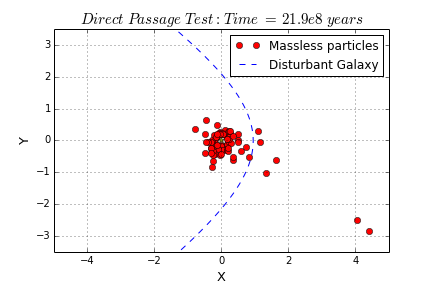 Direct Passage Test: Time = 21.9e8 years
Massless particles
Disturbant Galaxy
3
2
1
0
−1
−2
−3
Y
−4
−2
0
2
4
X